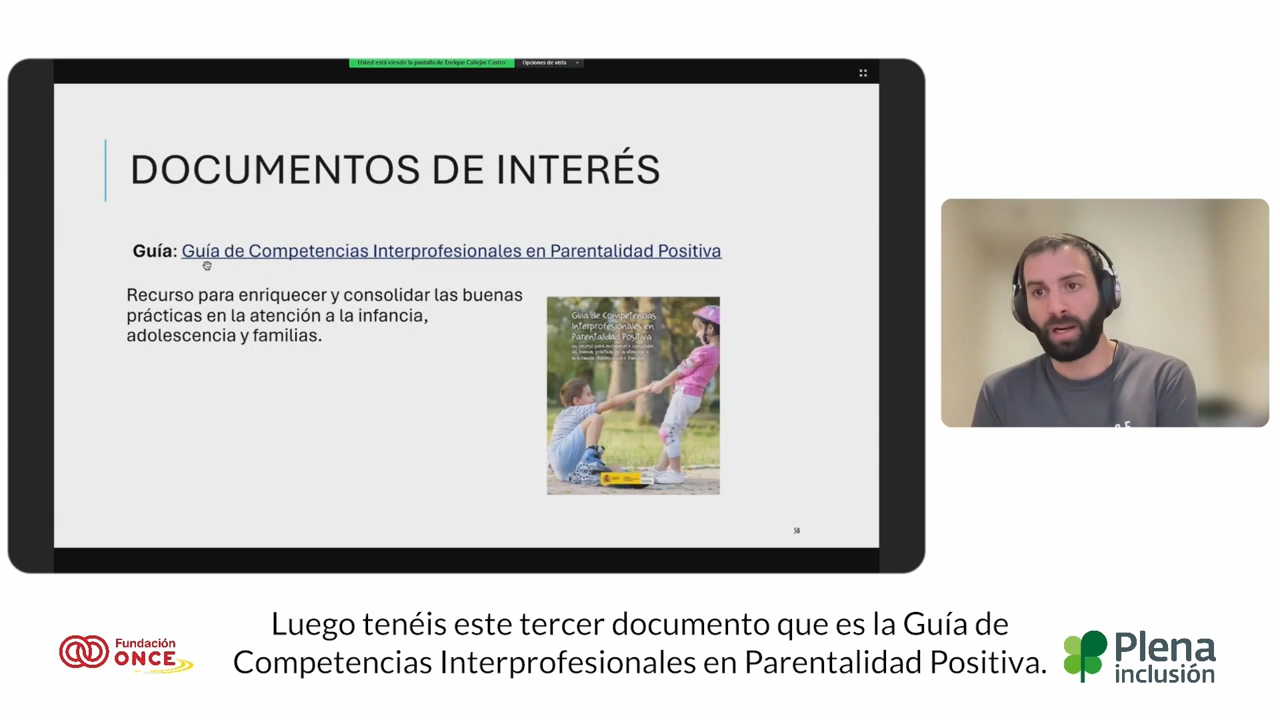 Usted está viendo la pantalla de Enrique Callejas Castro
Opciones de vista
DOCUMENTOS DE INTERÉS
Guía: Guía de Competencias Interprofesionales en Parentalidad Positiva
Recurso para enriquecer y consolidar las buenas
prácticas en la atención a la infancia,
adolescencia y familias.
Guía de Competencias
Interprofesionales en
Parentalidad Positiva
58
Luego tenéis este tercer documento que es la Guía de
Competencias Interprofesionales en Parentalidad Positiva.
Fundación
ONCE
Plena
inclusión